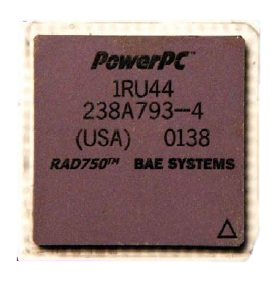 PowerPC™
1RU44
238A793-4
(USA) 0138
RAD750™ BAE SYSTEMS